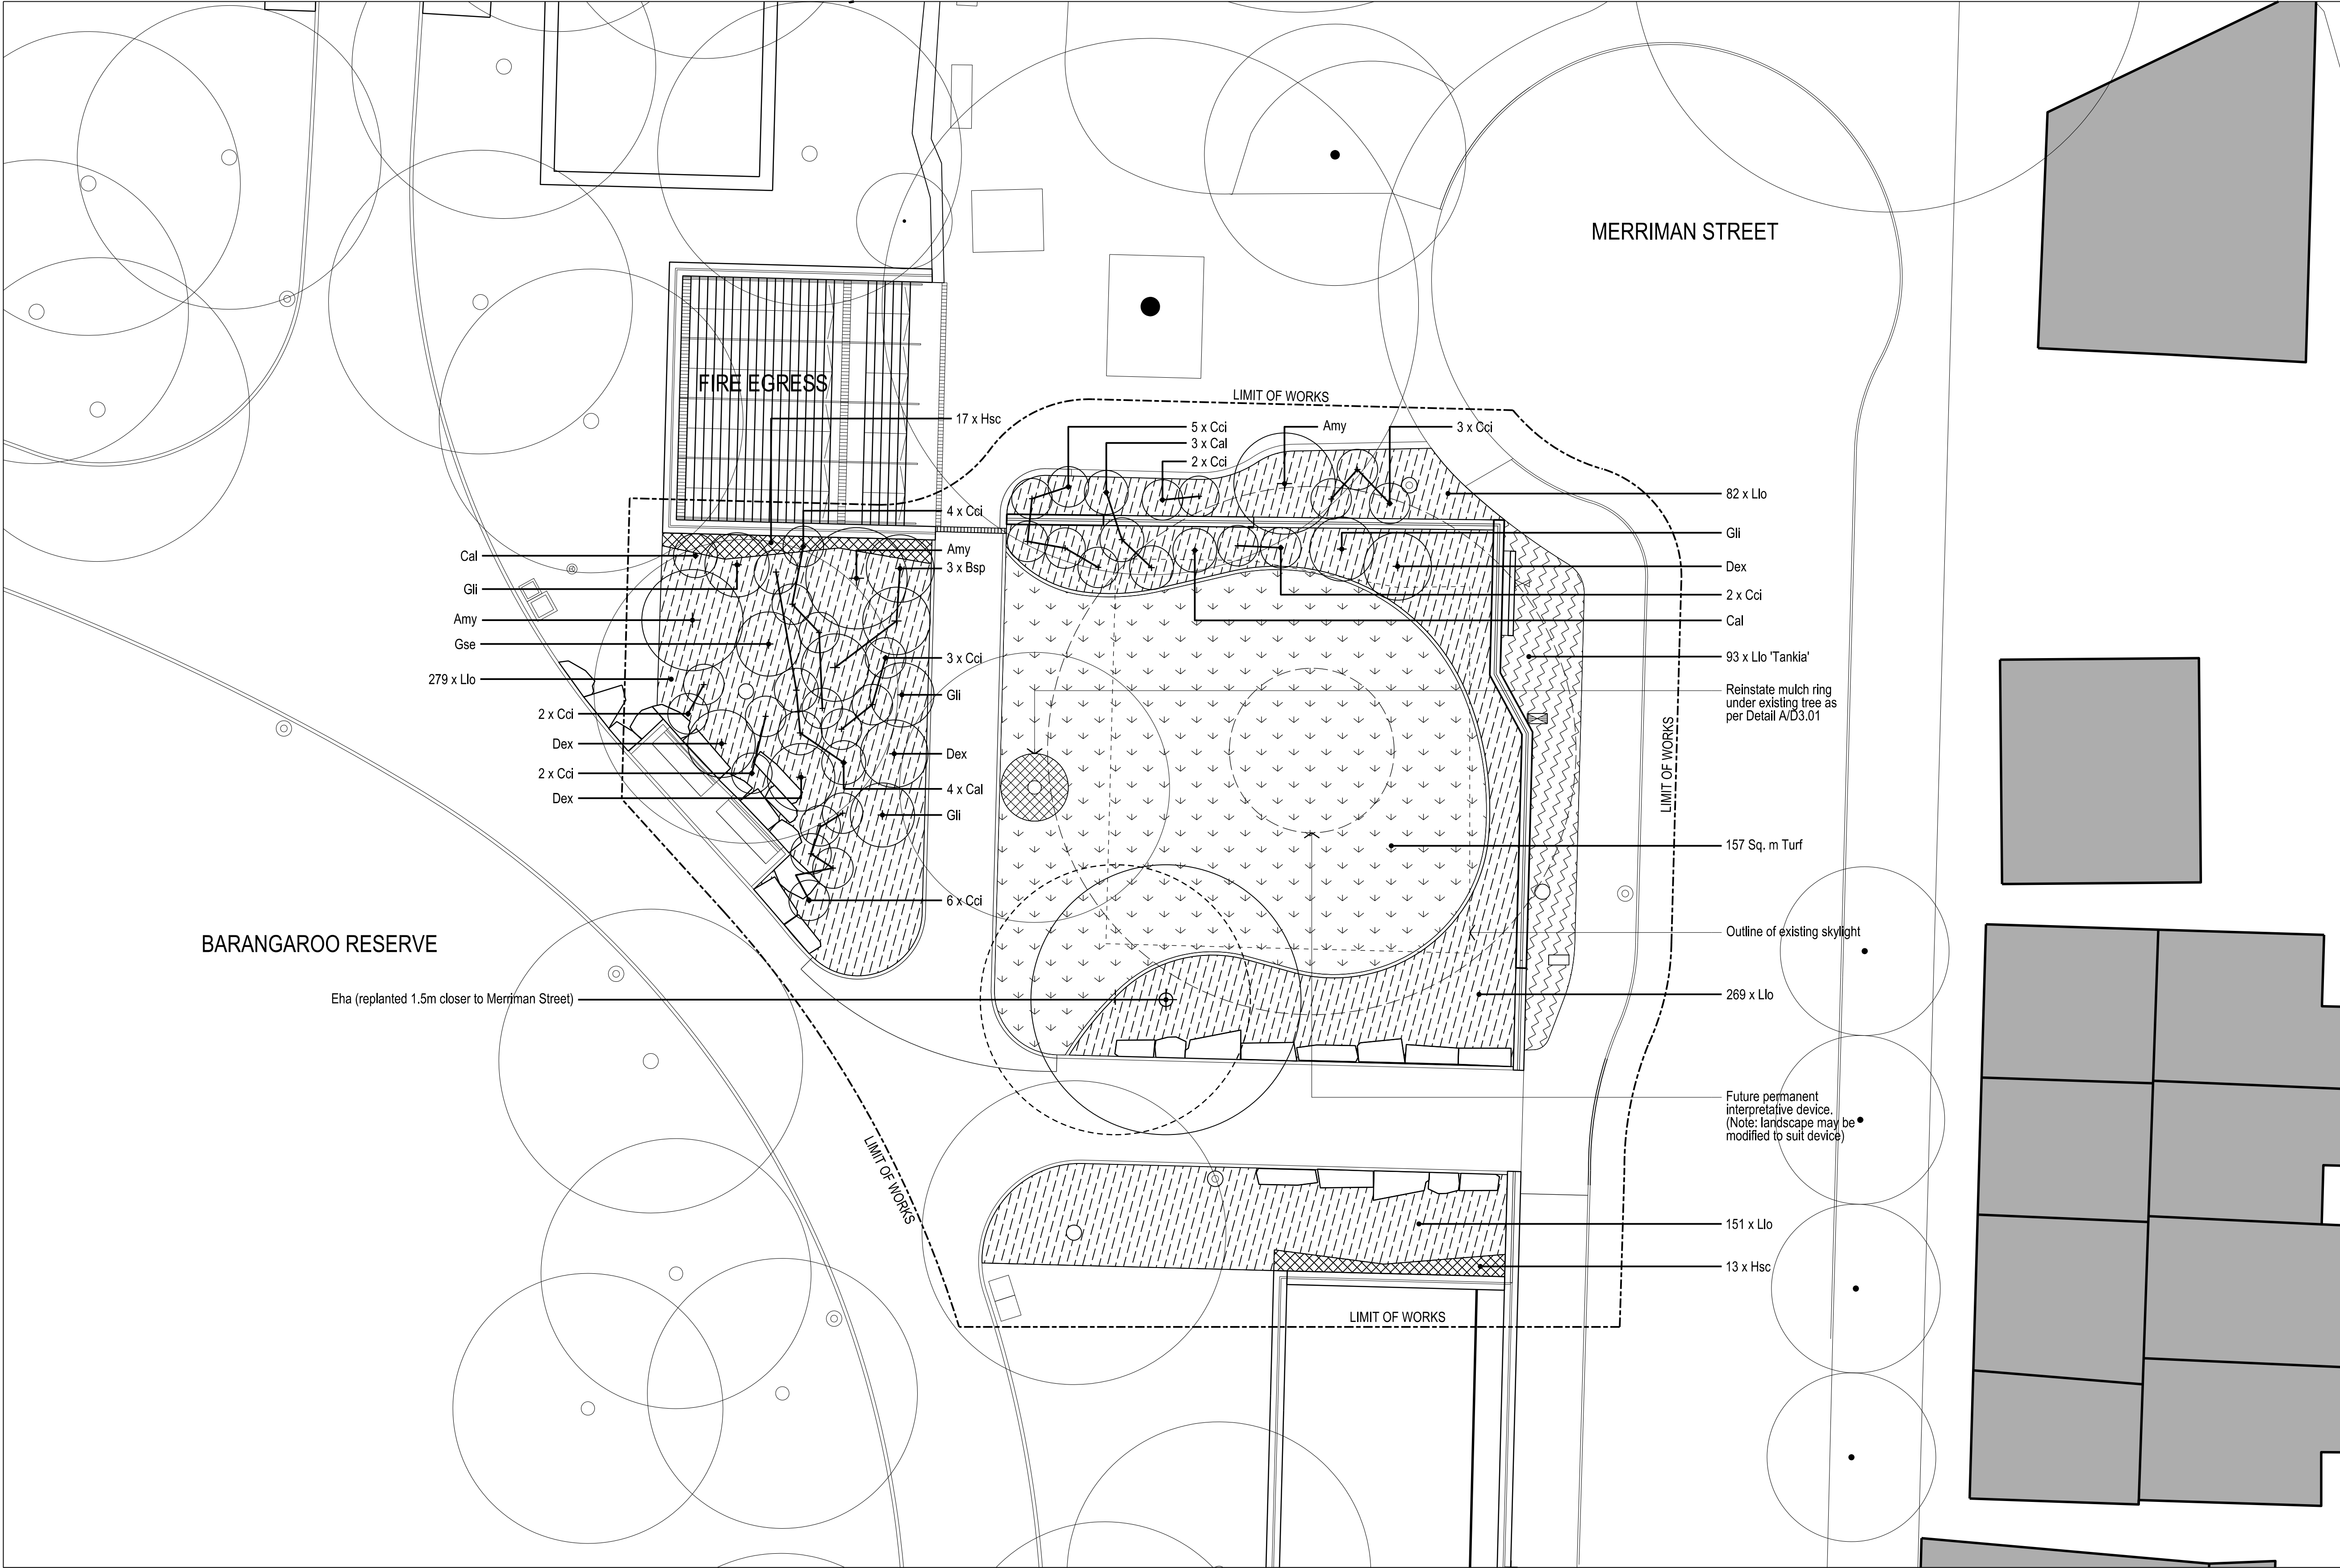 MERRIMAN STREET
FIRE EGRESS
LIMIT OF WORKS
17 x Hsc
5 x Cci
3 x Cal
2 x Cci
Amy
3 x Cci
82 x Llo
4 x Cci
Gli
Amy
3 x Bsp
Cal
Dex
Gli
2 x Cci
Amy
Cal
Gse
3 x Cci
93 x Llo 'Tankia'
279 x Llo
Gli
Reinstate mulch ring
under existing tree as
per Detail A/D3.01
2 x Cci
Dex
Dex
LIMIT OF WORKS
2 x Cci
4 x Cal
Dex
Gli
157 Sq. m Turf
6 x Cci
BARANGAROO RESERVE
Outline of existing skylight
Eha (replanted 1.5m closer to Merriman Street)
269 x Llo
Future permanent
interpretative device.
(Note: landscape may be
modified to suit device)
LIMIT OF WORKS
151 x Llo
13 x Hsc
LIMIT OF WORKS